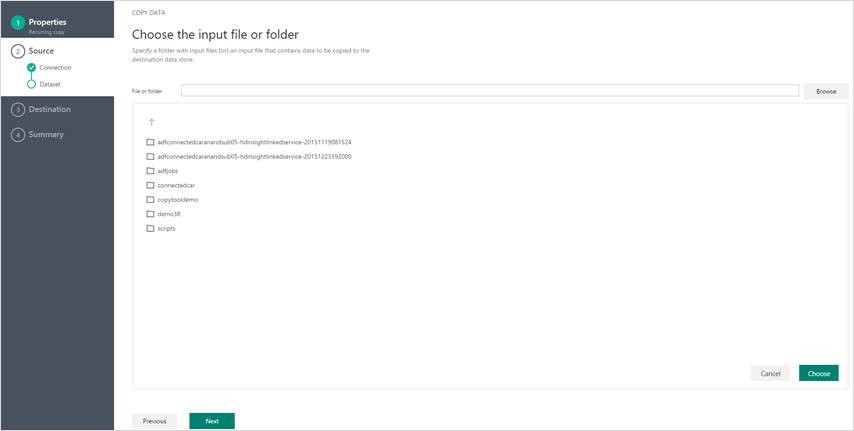 1 Properties
Recurring copy
2 Source
Connection
Dataset
3 Destination
4 Summary
COPY DATA
Choose the input file or folder
Specify a folder with input files (or) an input file that contains data to be copied to the
destination data store.
File or folder
Browse
adfconnectedcaranandsub05-hdinsightlinkedservice-20151119081524
adfconnectedcaranandsub05-hdinsightlinkedservice-20151223192000
adfjobs
connectedcar
copytooldemo
demo38
scripts
Cancel Choose
Previous Next